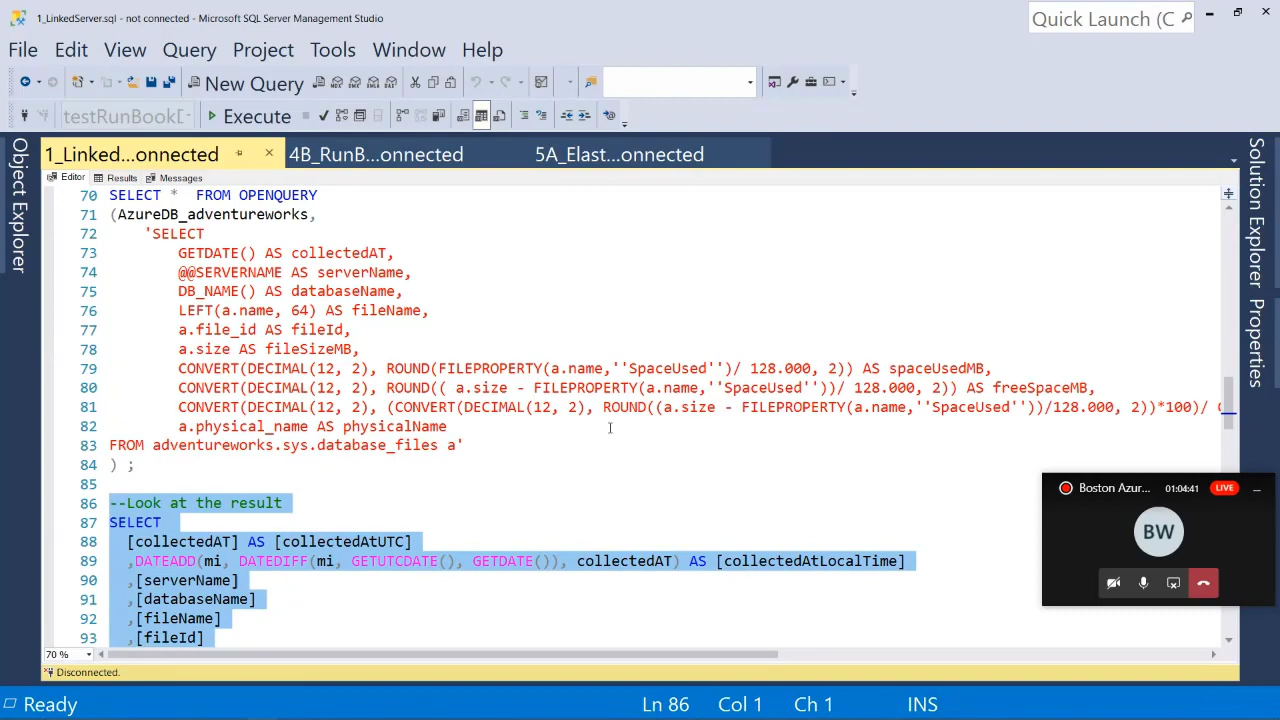 1_LinkedServer.sql - not connected - Microsoft SQL Server Management Studio
Quick Launch (C
File Edit View Query Project Tools Window Help
New Query
testRunBookD
Execute
1_Linked...onnected
4B_RunB...onnected
5A_Elast...onnected
Object Explorer
Solution Explorer
Properties
Editor Results Messages
70 SELECT * FROM OPENQUERY
71 (AzureDB_adventureworks,
72 'SELECT
73 GETDATE() AS collectedAT,
74 @@SERVERNAME AS serverName,
75 DB_NAME() AS databaseName,
76 LEFT(a.name, 64) AS fileName,
77 a.file_id AS fileId,
78 a.size AS fileSizeMB,
79 CONVERT(DECIMAL(12, 2), ROUND(FILEPROPERTY(a.name,''SpaceUsed'')/ 128.000, 2)) AS spaceUsedMB,
80 CONVERT(DECIMAL(12, 2), ROUND(( a.size - FILEPROPERTY(a.name,''SpaceUsed''))/ 128.000, 2)) AS freeSpaceMB,
81 CONVERT(DECIMAL(12, 2), (CONVERT(DECIMAL(12, 2), ROUND((a.size - FILEPROPERTY(a.name,''SpaceUsed''))/128.000, 2))*100)/
82 a.physical_name AS physicalName
83 FROM adventureworks.sys.database_files a'
84 ) ;
85
86 --Look at the result
87 SELECT
88 [collectedAT] AS [collectedAtUTC]
89 ,DATEADD(mi, DATEDIFF(mi, GETUTCDATE(), GETDATE()), collectedAT) AS [collectedAtLocalTime]
90 ,[serverName]
91 ,[databaseName]
92 ,[fileName]
93 ,[fileId]
Boston Azur... 01:04:41 LIVE
BW
70 %
Disconnected.
Ready
Ln 86 Col 1 Ch 1 INS